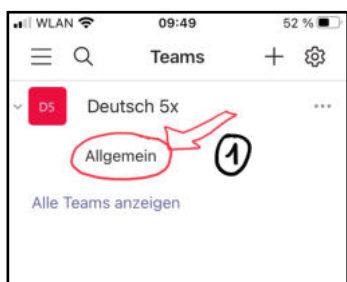 WLAN 09:49 52 %
Teams
DS Deutsch 5x ...
Allgemein 1
Alle Teams anzeigen